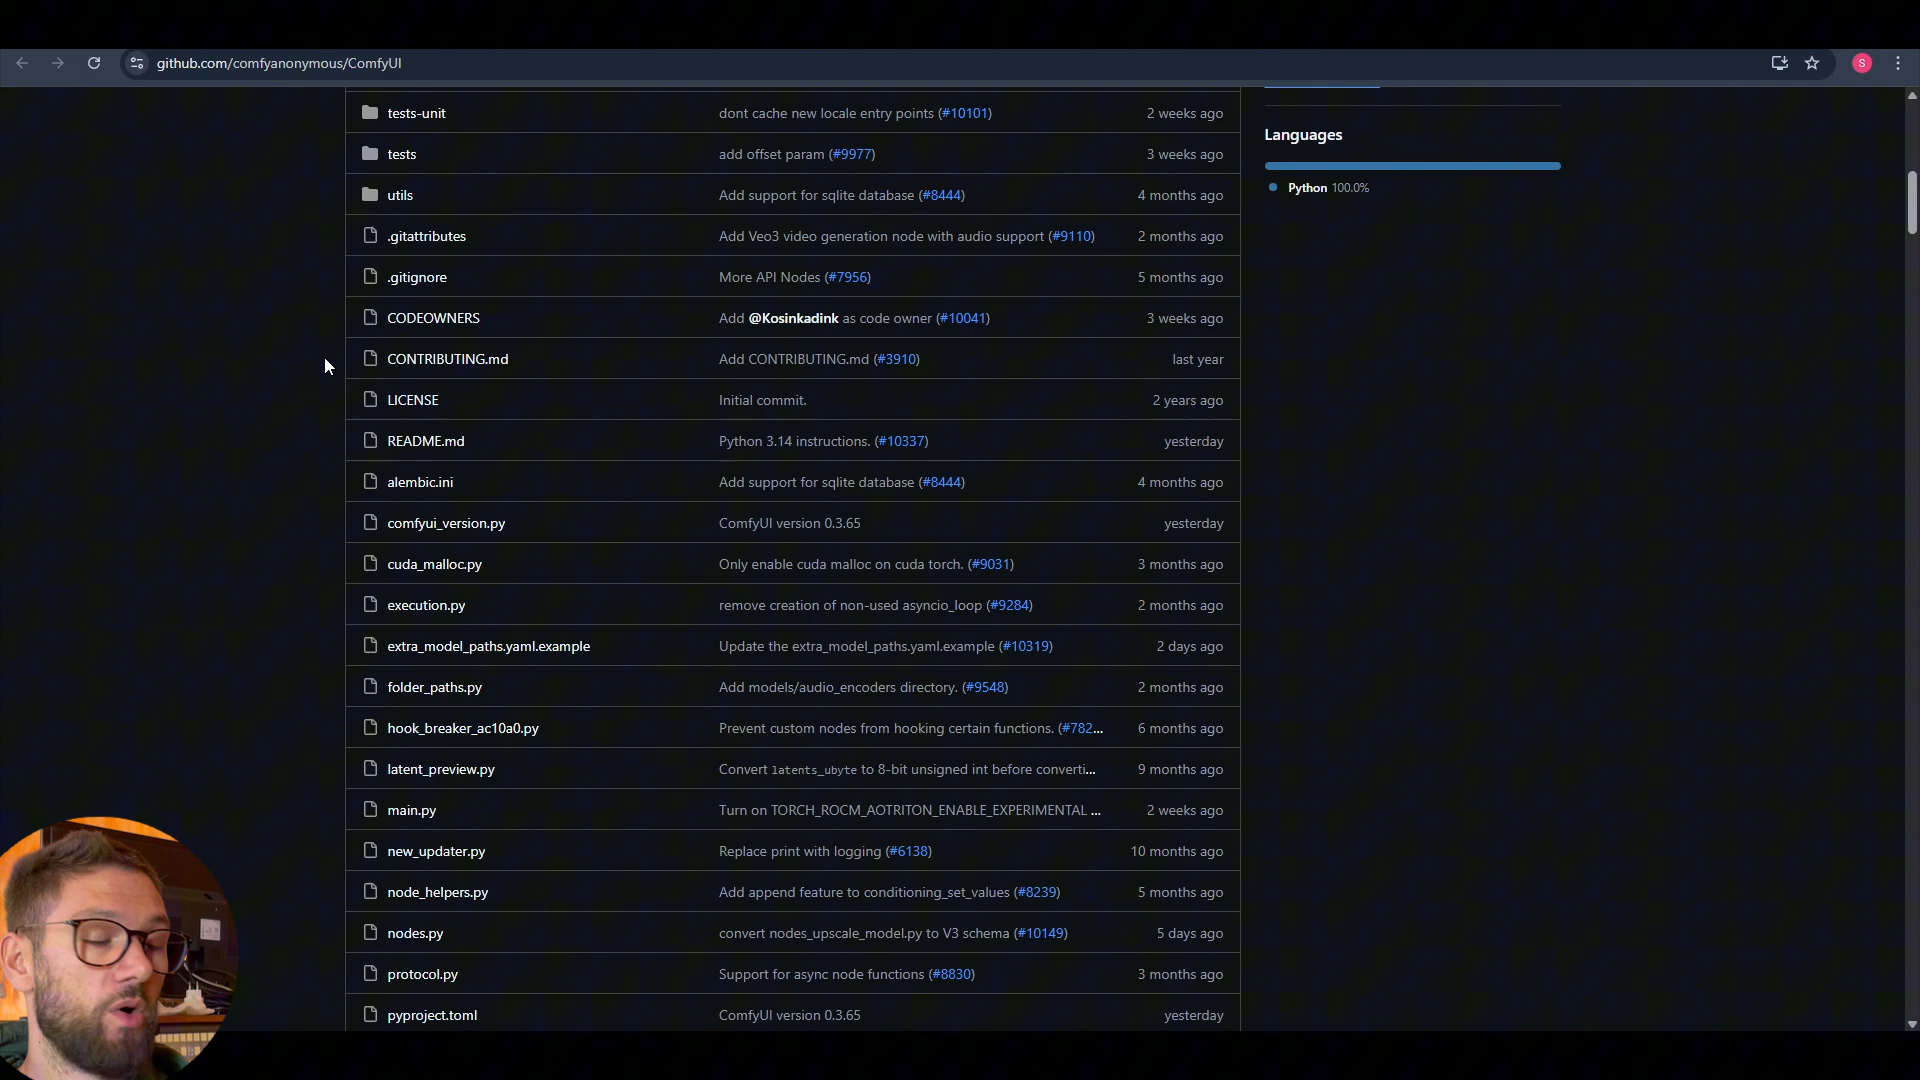 github.com/comfyanonymous/ComfyUI
S
tests-unit dont cache new locale entry points (#10101) 2 weeks ago
tests add offset param (#9977) 3 weeks ago
utils Add support for sqlite database (#8444) 4 months ago
.gitattributes Add Veo3 video generation node with audio support (#9110) 2 months ago
.gitignore More API Nodes (#7956) 5 months ago
CODEOWNERS Add @Kosinkadink as code owner (#10041) 3 weeks ago
CONTRIBUTING.md Add CONTRIBUTING.md (#3910) last year
LICENSE Initial commit. 2 years ago
README.md Python 3.14 instructions. (#10337) yesterday
alembic.ini Add support for sqlite database (#8444) 4 months ago
comfyui_version.py ComfyUI version 0.3.65 yesterday
cuda_malloc.py Only enable cuda malloc on cuda torch. (#9031) 3 months ago
execution.py remove creation of non-used asyncio_loop (#9284) 2 months ago
extra_model_paths.yaml.example Update the extra_model_paths.yaml.example (#10319) 2 days ago
folder_paths.py Add models/audio_encoders directory. (#9548) 2 months ago
hook_breaker_ac10a0.py Prevent custom nodes from hooking certain functions. (#782... 6 months ago
latent_preview.py Convert latents_ubyte to 8-bit unsigned int before converti... 9 months ago
main.py Turn on TORCH_ROCM_AOTRITON_ENABLE_EXPERIMENTAL ... 2 weeks ago
new_updater.py Replace print with logging (#6138) 10 months ago
node_helpers.py Add append feature to conditioning_set_values (#8239) 5 months ago
nodes.py convert nodes_upscale_model.py to V3 schema (#10149) 5 days ago
protocol.py Support for async node functions (#8830) 3 months ago
pyproject.toml ComfyUI version 0.3.65 yesterday
Languages
Python 100.0%